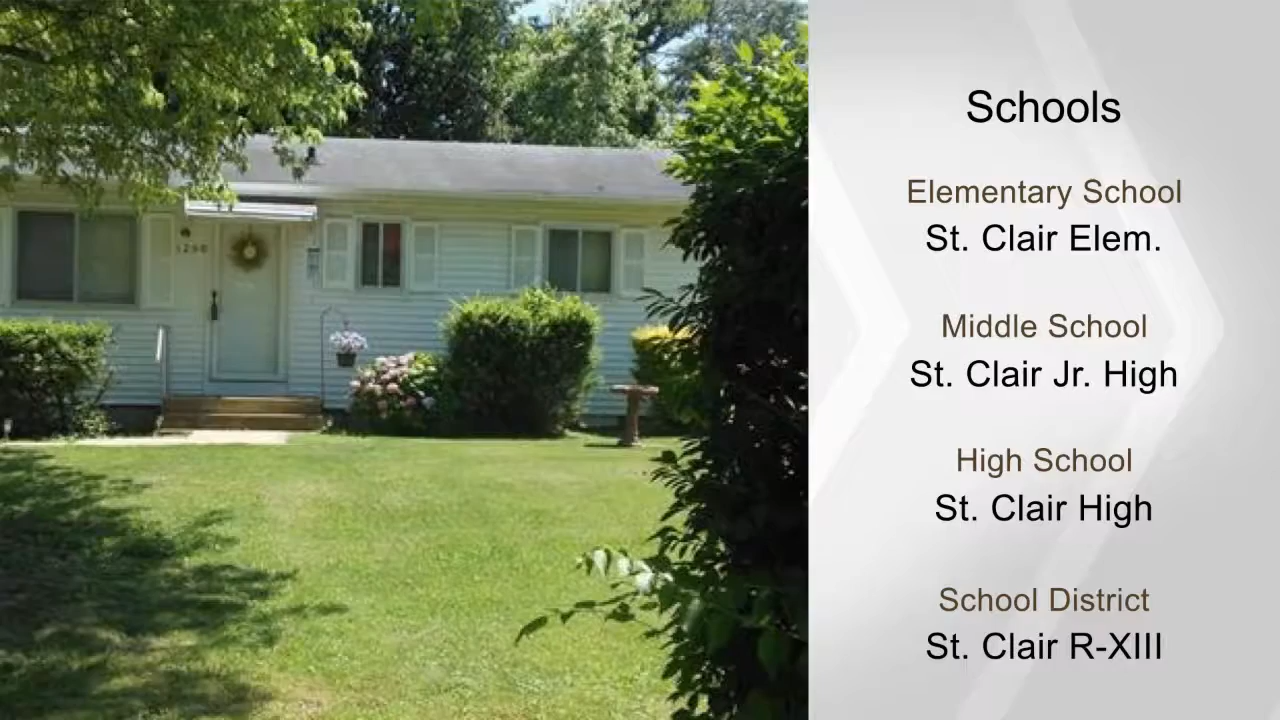 1250
Schools
Elementary School
St. Clair Elem.
Middle School
St. Clair Jr. High
High School
St. Clair High
School District
St. Clair R-XIII